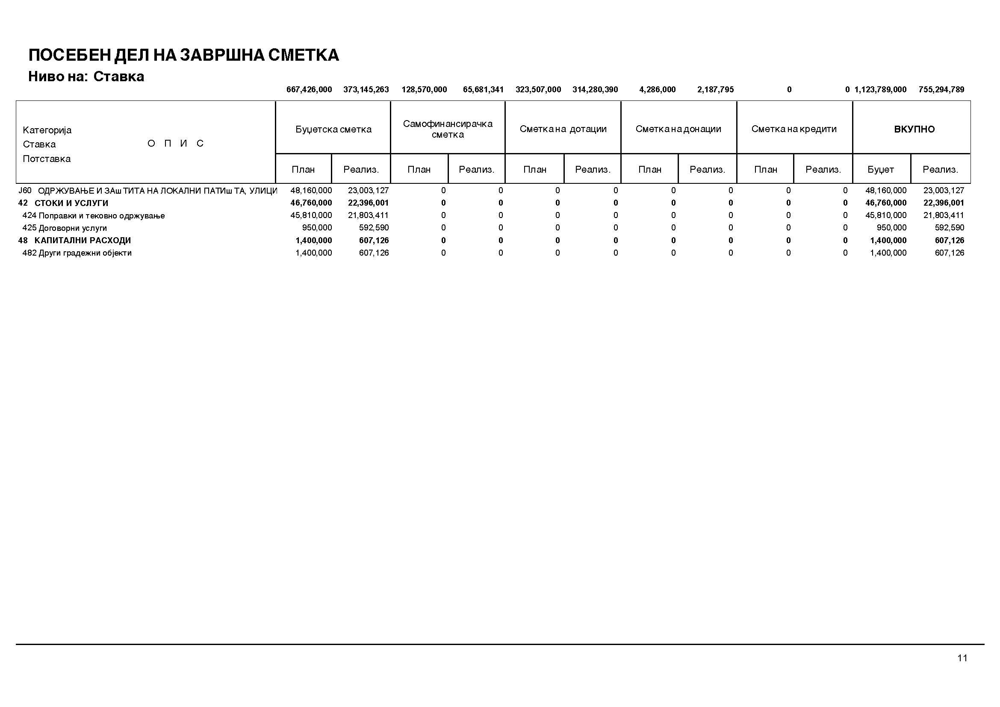 ПОСЕБЕН ДЕЛ НА ЗАВРШНА СМЕТКА
Ниво на: Ставка
667,426,000 373,145,263 128,570,000 65,681,341 323,507,000 314,280,390 4,286,000 2,187,795 0 0 1,123,789,000 755,294,789
Категорија
Ставка
Потставка
О П И С
Буџетска сметка
Самофинансирачка
сметка
Сметка на дотации
Сметка на донации
Сметка на кредити
ВКУПНО
План Реализ. План Реализ. План Реализ. План Реализ. План Реализ. Буџет Реализ.
Ј60 ОДРЖУВАЊЕ И ЗАш ТИТА НА ЛОКАЛНИ ПАТИш ТА, УЛИЦИ 48,160,000 23,003,127 0 0 0 0 0 0 0 0 48,160,000 23,003,127
42 СТОКИ И УСЛУГИ 46,760,000 22,396,001 0 0 0 0 0 0 0 0 46,760,000 22,396,001
424 Поправки и тековно одржување 45,810,000 21,803,411 0 0 0 0 0 0 0 0 45,810,000 21,803,411
425 Договорни услуги 950,000 592,590 0 0 0 0 0 0 0 0 950,000 592,590
48 КАПИТАЛНИ РАСХОДИ 1,400,000 607,126 0 0 0 0 0 0 0 0 1,400,000 607,126
482 Други градежни објекти 1,400,000 607,126 0 0 0 0 0 0 0 0 1,400,000 607,126
11